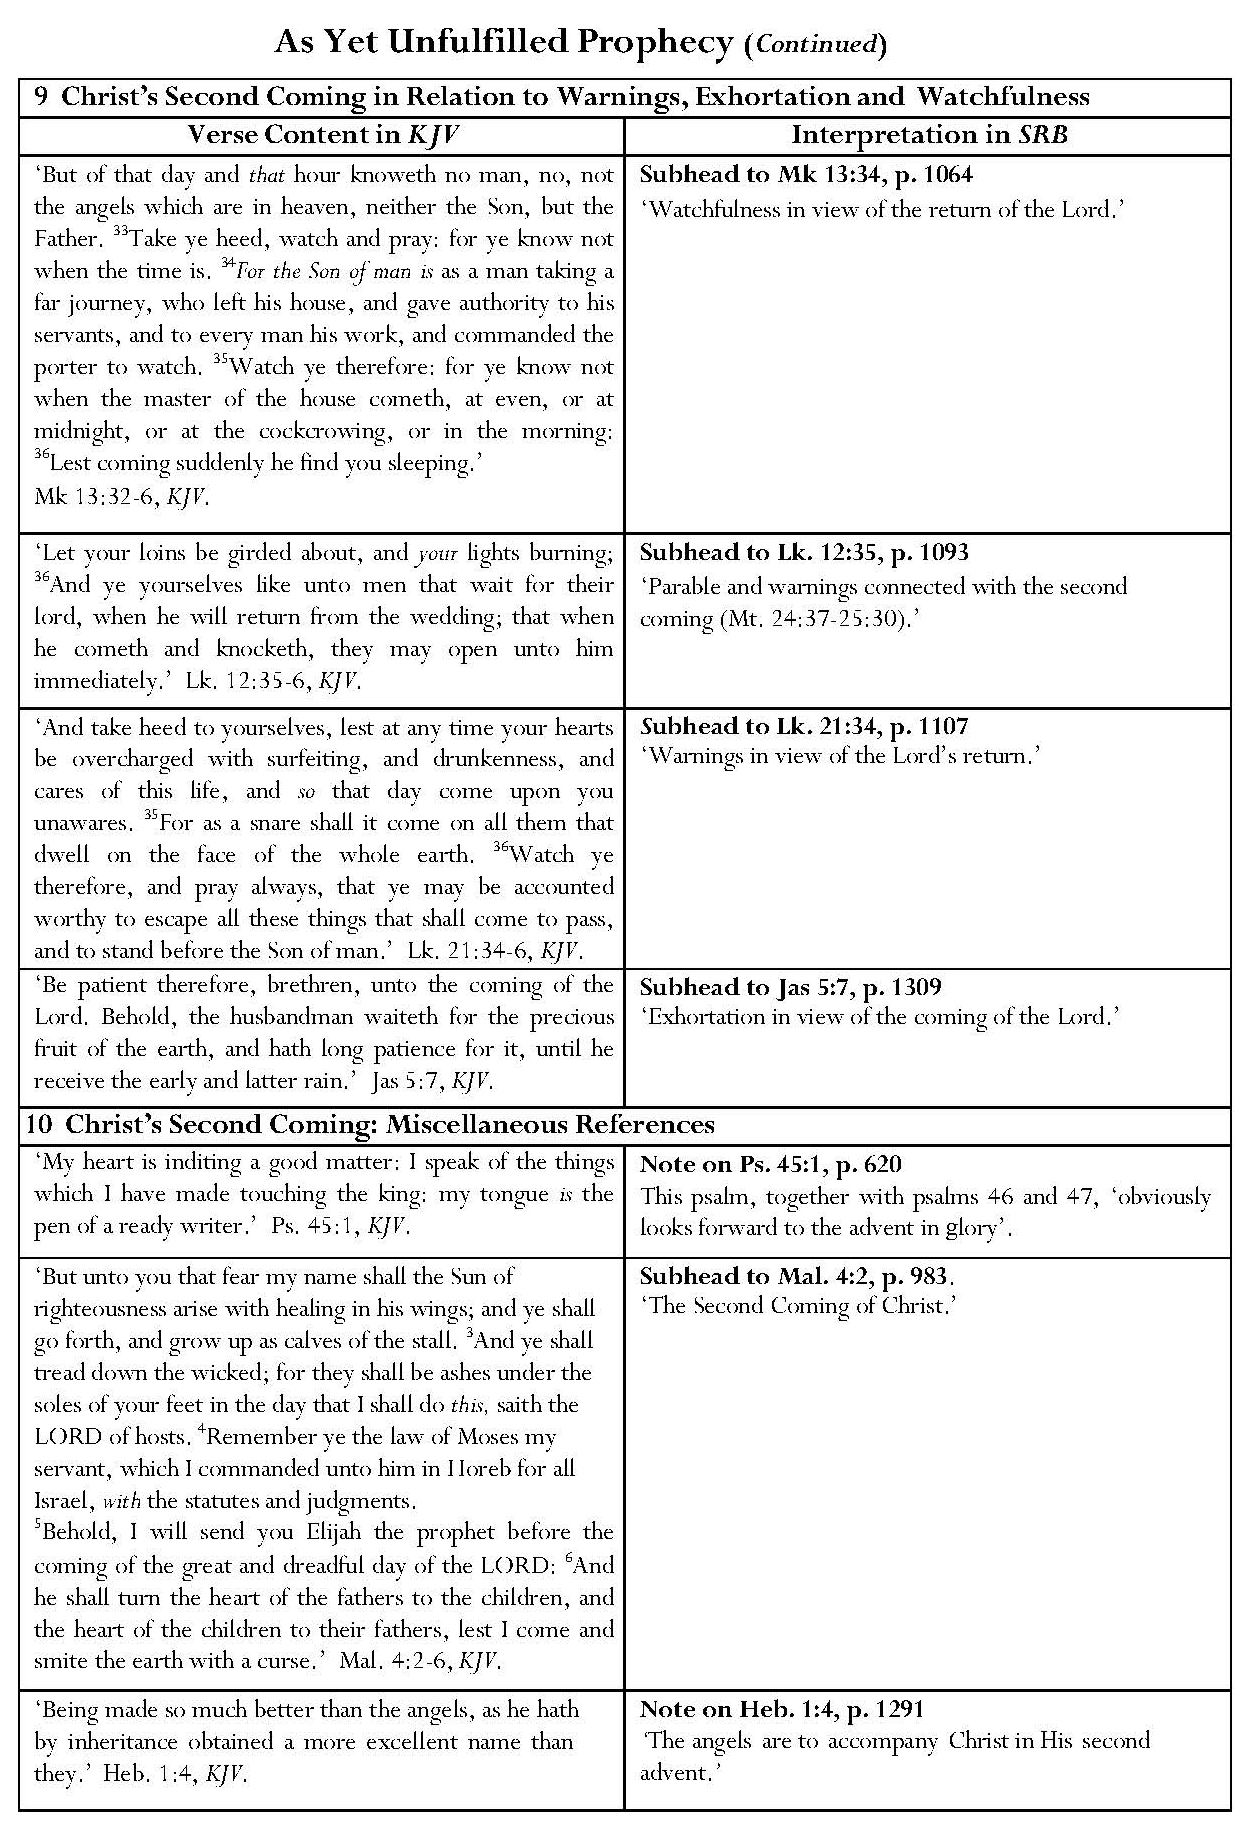 As Yet Unfulfilled Prophecy (Continued)
9 Christ’s Second Coming in Relation to Warnings, Exhortation and Watchfulness
Verse Content in KJV
Interpretation in SRB
‘But of that day and that hour knoweth no man, no, not
the angels which are in heaven, neither the Son, but the
Father. 33Take ye heed, watch and pray: for ye know not
when the time is. 34For the Son of man is as a man taking a
far journey, who left his house, and gave authority to his
servants, and to every man his work, and commanded the
porter to watch. 35Watch ye therefore: for ye know not
when the master of the house cometh, at even, or at
midnight, or at the cockcrowing, or in the morning:
36Lest coming suddenly he find you sleeping.’
Mk 13:32-6, KJV.
Subhead to Mk 13:34, p. 1064
‘Watchfulness in view of the return of the Lord.’
‘Let your loins be girded about, and your lights burning;
36And ye yourselves like unto men that wait for their
lord, when he will return from the wedding; that when
he cometh and knocketh, they may open unto him
immediately.’ Lk. 12:35-6, KJV.
Subhead to Lk. 12:35, p. 1093
‘Parable and warnings connected with the second
coming (Mt. 24:37-25:30).’
‘And take heed to yourselves, lest at any time your hearts
be overcharged with surfeiting, and drunkenness, and
cares of this life, and so that day come upon you
unawares. 35For as a snare shall it come on all them that
dwell on the face of the whole earth. 36Watch ye
therefore, and pray always, that ye may be accounted
worthy to escape all these things that shall come to pass,
and to stand before the Son of man.’ Lk. 21:34-6, KJV.
Subhead to Lk. 21:34, p. 1107
‘Warnings in view of the Lord’s return.’
‘Be patient therefore, brethren, unto the coming of the
Lord. Behold, the husbandman waiteth for the precious
fruit of the earth, and hath long patience for it, until he
receive the early and latter rain.’ Jas 5:7, KJV.
Subhead to Jas 5:7, p. 1309
‘Exhortation in view of the coming of the Lord.’
10 Christ’s Second Coming: Miscellaneous References
‘My heart is inditing a good matter: I speak of the things
which I have made touching the king: my tongue is the
pen of a ready writer.’ Ps. 45:1, KJV.
Note on Ps. 45:1, p. 620
This psalm, together with psalms 46 and 47, ‘obviously
looks forward to the advent in glory’.
‘But unto you that fear my name shall the Sun of
righteousness arise with healing in his wings; and ye shall
go forth, and grow up as calves of the stall. 3And ye shall
tread down the wicked; for they shall be ashes under the
soles of your feet in the day that I shall do this, saith the
LORD of hosts. 4Remember ye the law of Moses my
servant, which I commanded unto him in Horeb for all
Israel, with the statutes and judgments.
5Behold, I will send you Elijah the prophet before the
coming of the great and dreadful day of the LORD: 6And
he shall turn the heart of the fathers to the children, and
the heart of the children to their fathers, lest I come and
smite the earth with a curse.’ Mal. 4:2-6, KJV.
Subhead to Mal. 4:2, p. 983.
‘The Second Coming of Christ.’
‘Being made so much better than the angels, as he hath
by inheritance obtained a more excellent name than
they.’ Heb. 1:4, KJV.
Note on Heb. 1:4, p. 1291
‘The angels are to accompany Christ in His second
advent.’